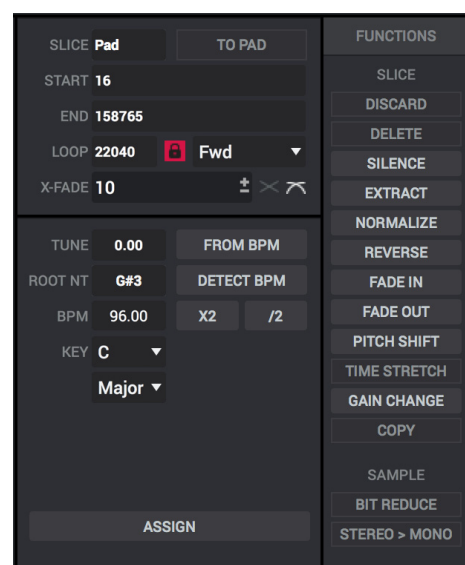 SLICE Pad TO PAD
START 16
END 158765
LOOP 22040 Fwd
X-FADE 10
TUNE 0.00 FROM BPM
ROOT NT G#3 DETECT BPM
BPM 96.00 X2 /2
KEY C
Major
ASSIGN
FUNCTIONS
SLICE
DISCARD
DELETE
SILENCE
EXTRACT
NORMALIZE
REVERSE
FADE IN
FADE OUT
PITCH SHIFT
TIME STRETCH
GAIN CHANGE
COPY
SAMPLE
BIT REDUCE
STEREO > MONO